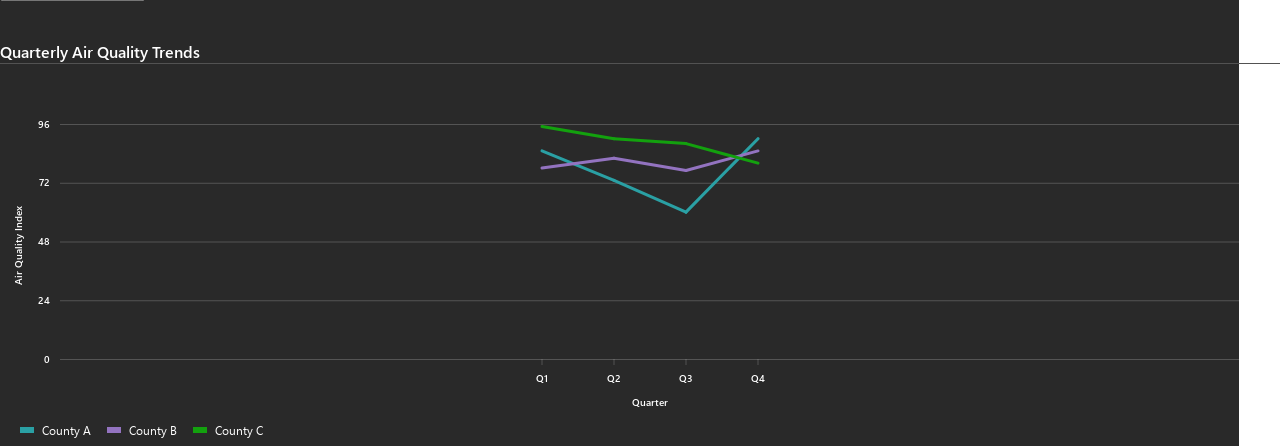 Quarterly Air Quality Trends
96
72
48
24
0
Air Quality Index
Q1 Q2 Q3 Q4
Quarter
County A County B County C